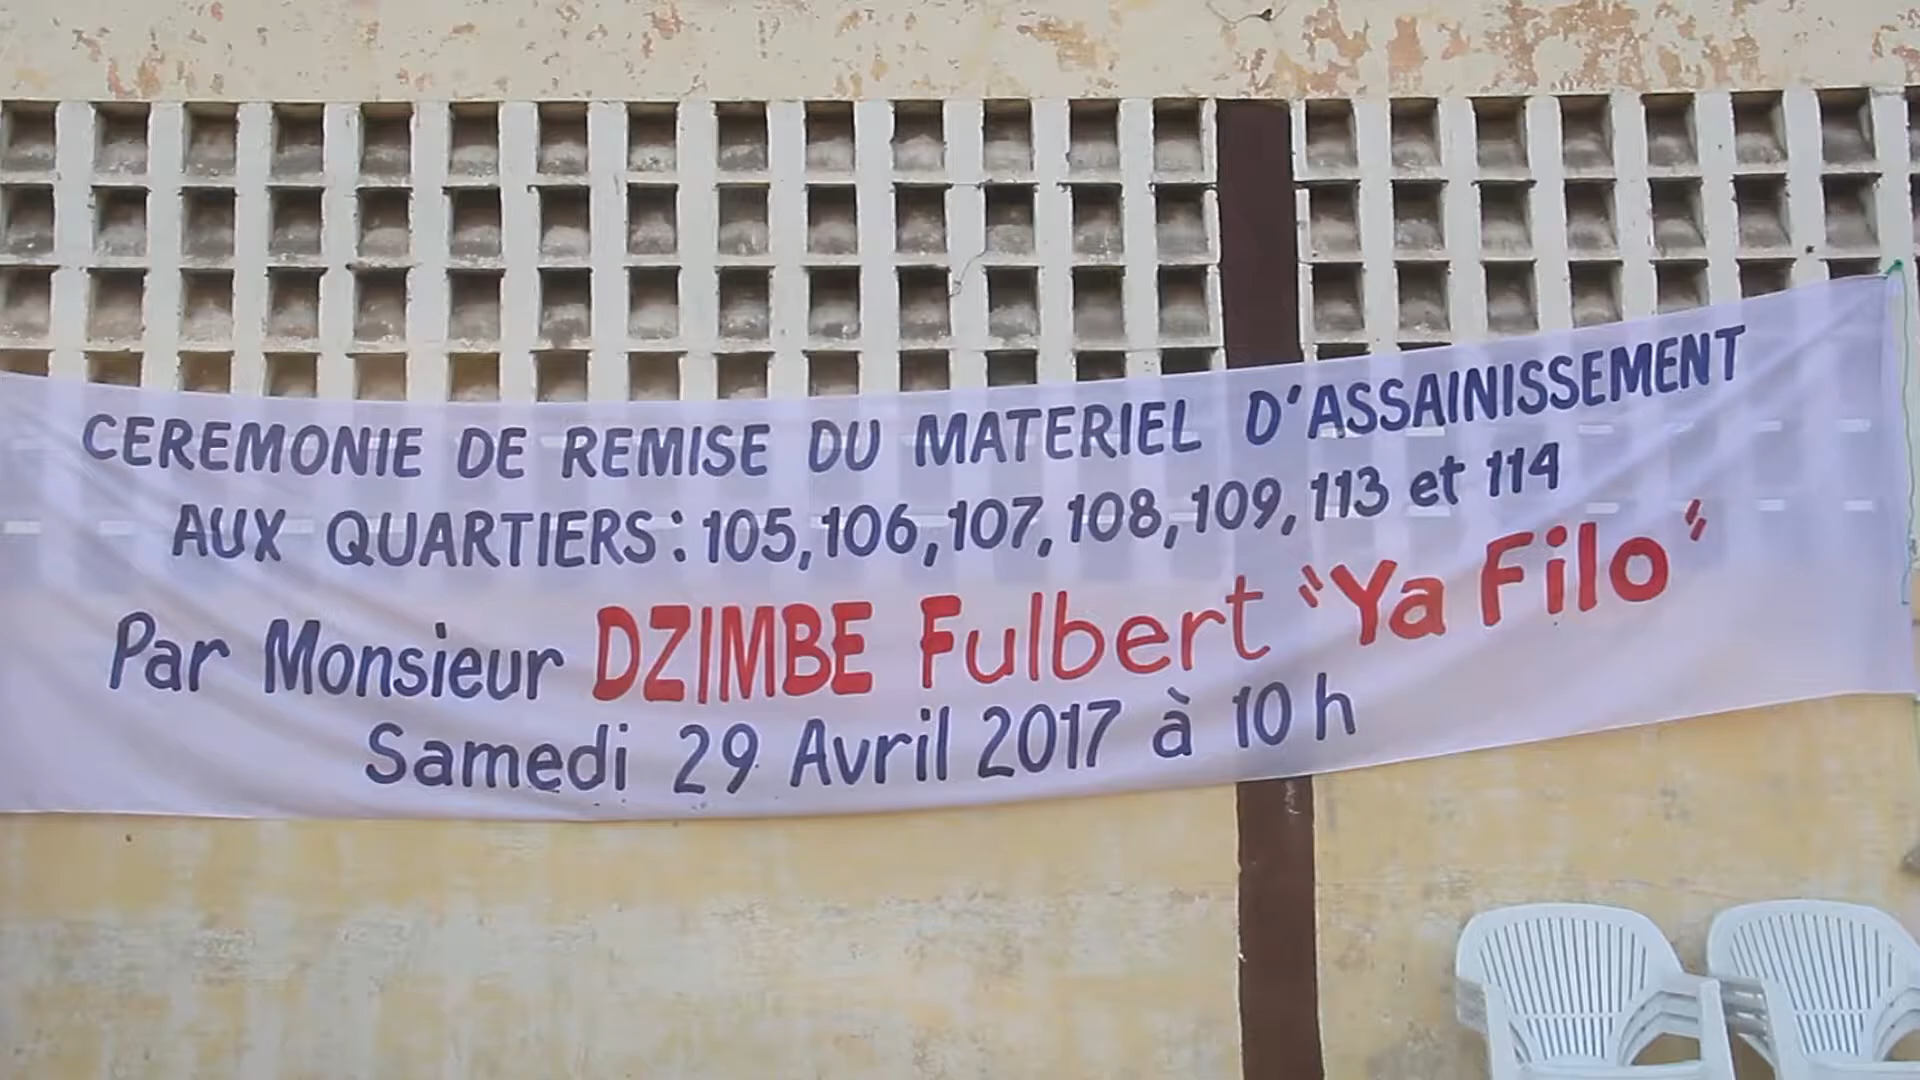 CEREMONIE DE REMISE DU MATERIEL D'ASSAINISSEMENT
AUX QUARTIERS: 105, 106, 107, 108, 109, 113 et 114
Par Monsieur DZIMBE Fulbert "Ya Filo"
Samedi 29 Avril 2017 à 10 h